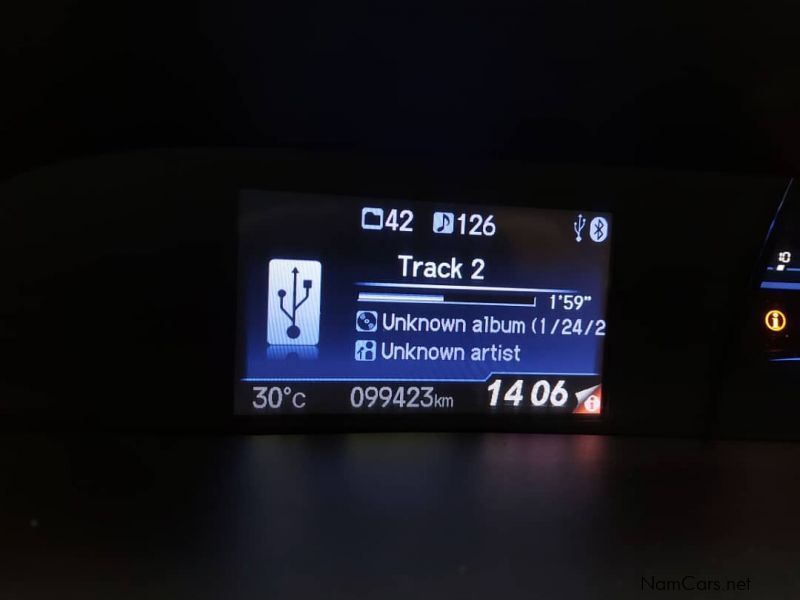 42 126
Track 2
1'59"
Unknown album (1/24/2
Unknown artist
30°C 099423km 14 06
10
NamCars.net